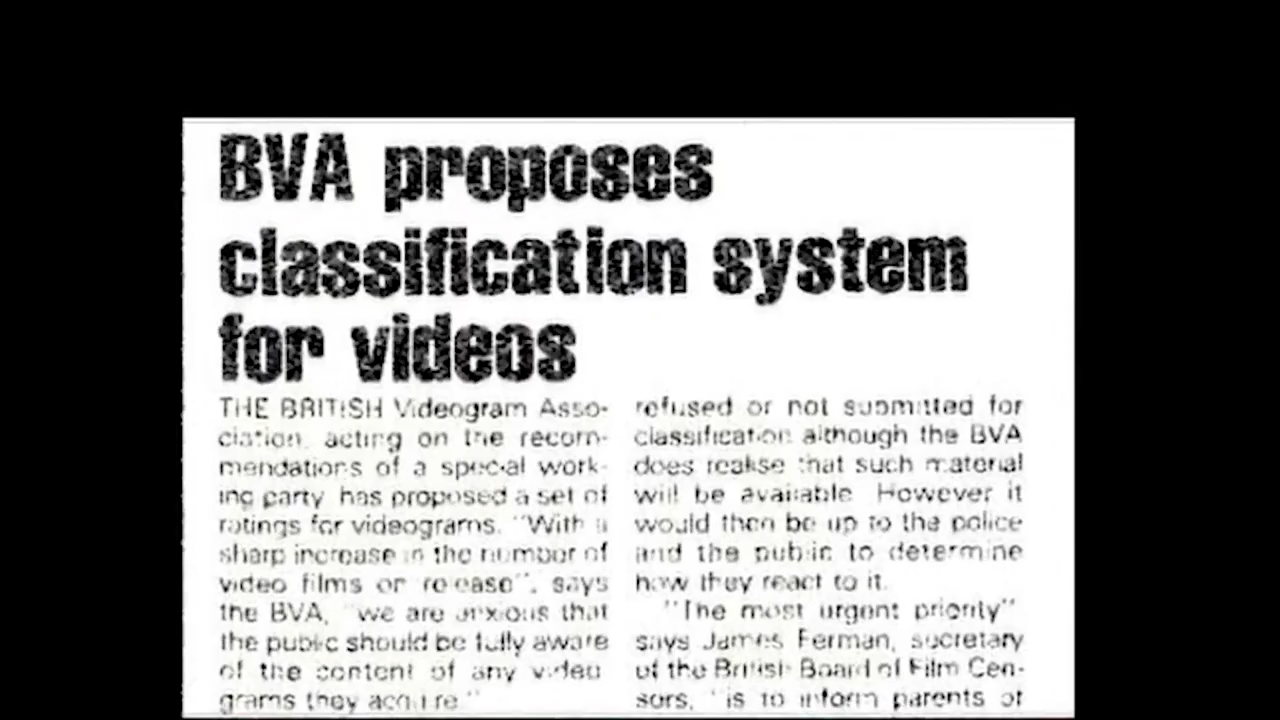 BVA proposes
classification system
for videos
THE BRITISH Videogram Asso-
ciation, acting on the recom-
mendations of a special work-
ing party has proposed a set of
ratings for videograms. "With a
sharp increase in the number of
video films on release", says
the BVA, "we are anxious that
the public should be fully aware
of the content of any video
grams they acquire."
refused or not submitted for
classification although the BVA
does realise that such material
will be available. However it
would then be up to the police
and the public to determine
how they react to it.
"The most urgent priority"
says James Ferman, secretary
of the British Board of Film Cen-
sors, "is to inform parents of